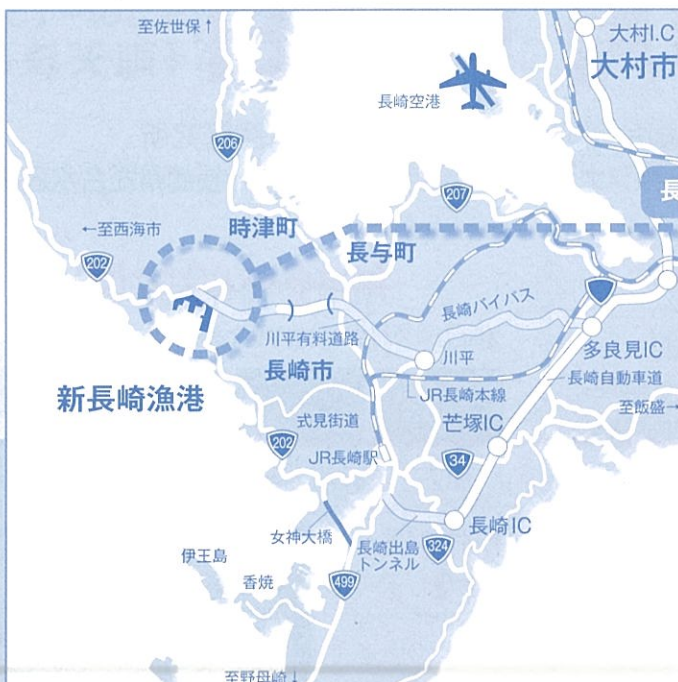 至佐世保↑
大村I.C
大村市
長崎空港
206
207
長
←至西海市
時津町
長与町
202
長崎バイパス
川平有料道路
川平
多良見IC
長崎市
長崎自動車道
新長崎漁港
JR長崎本線
至飯盛→
式見街道
芒塚IC
202
JR長崎駅
34
長崎IC
女神大橋
長崎出島
トンネル
324
伊王島
香焼
499
至野母崎↓